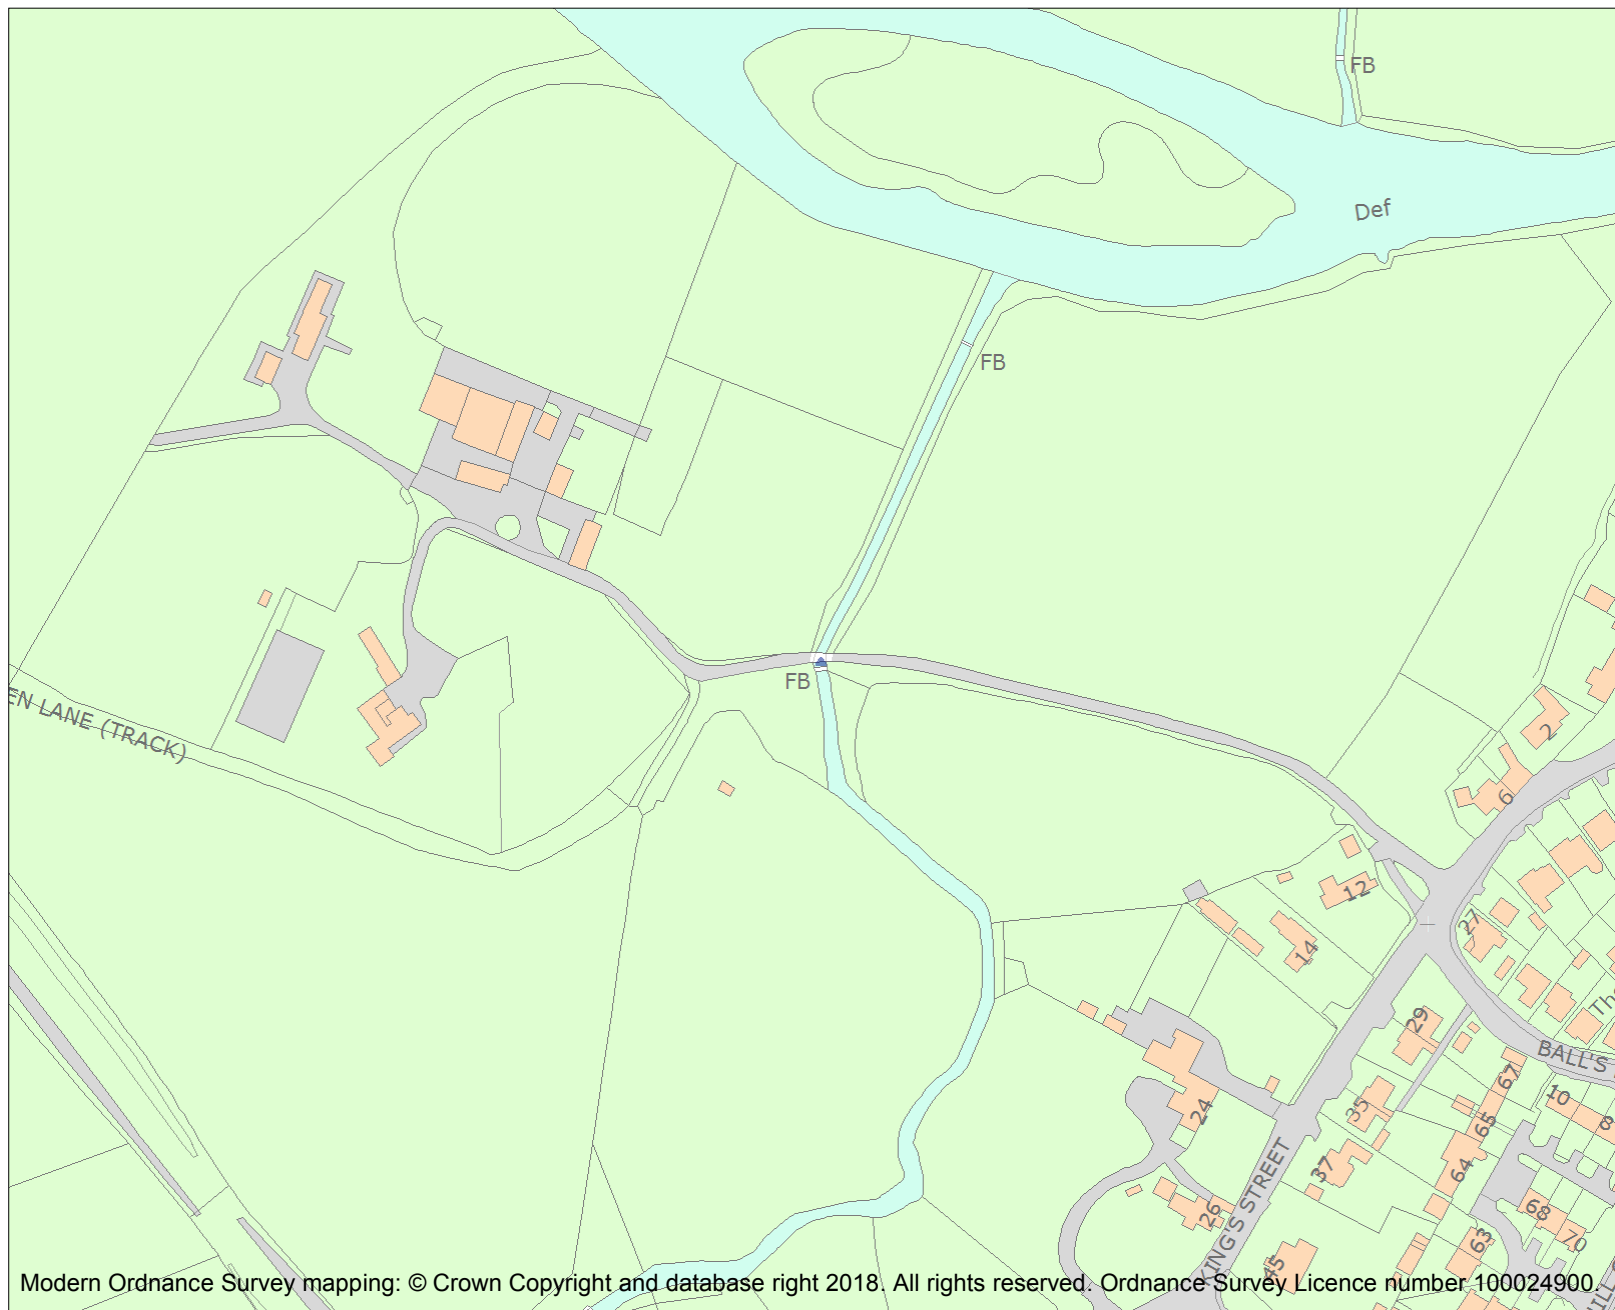 FB
Def
FB
FB
EN LANE (TRACK)
2
6
12
27
14
Th
29
BALL'S
67
10
35
65
8
24
37
64
KING'S STREET
26
68
63
70
45
Modern Ordnance Survey mapping: © Crown Copyright and database right 2018. All rights reserved. Ordnance Survey Licence number 100024900.